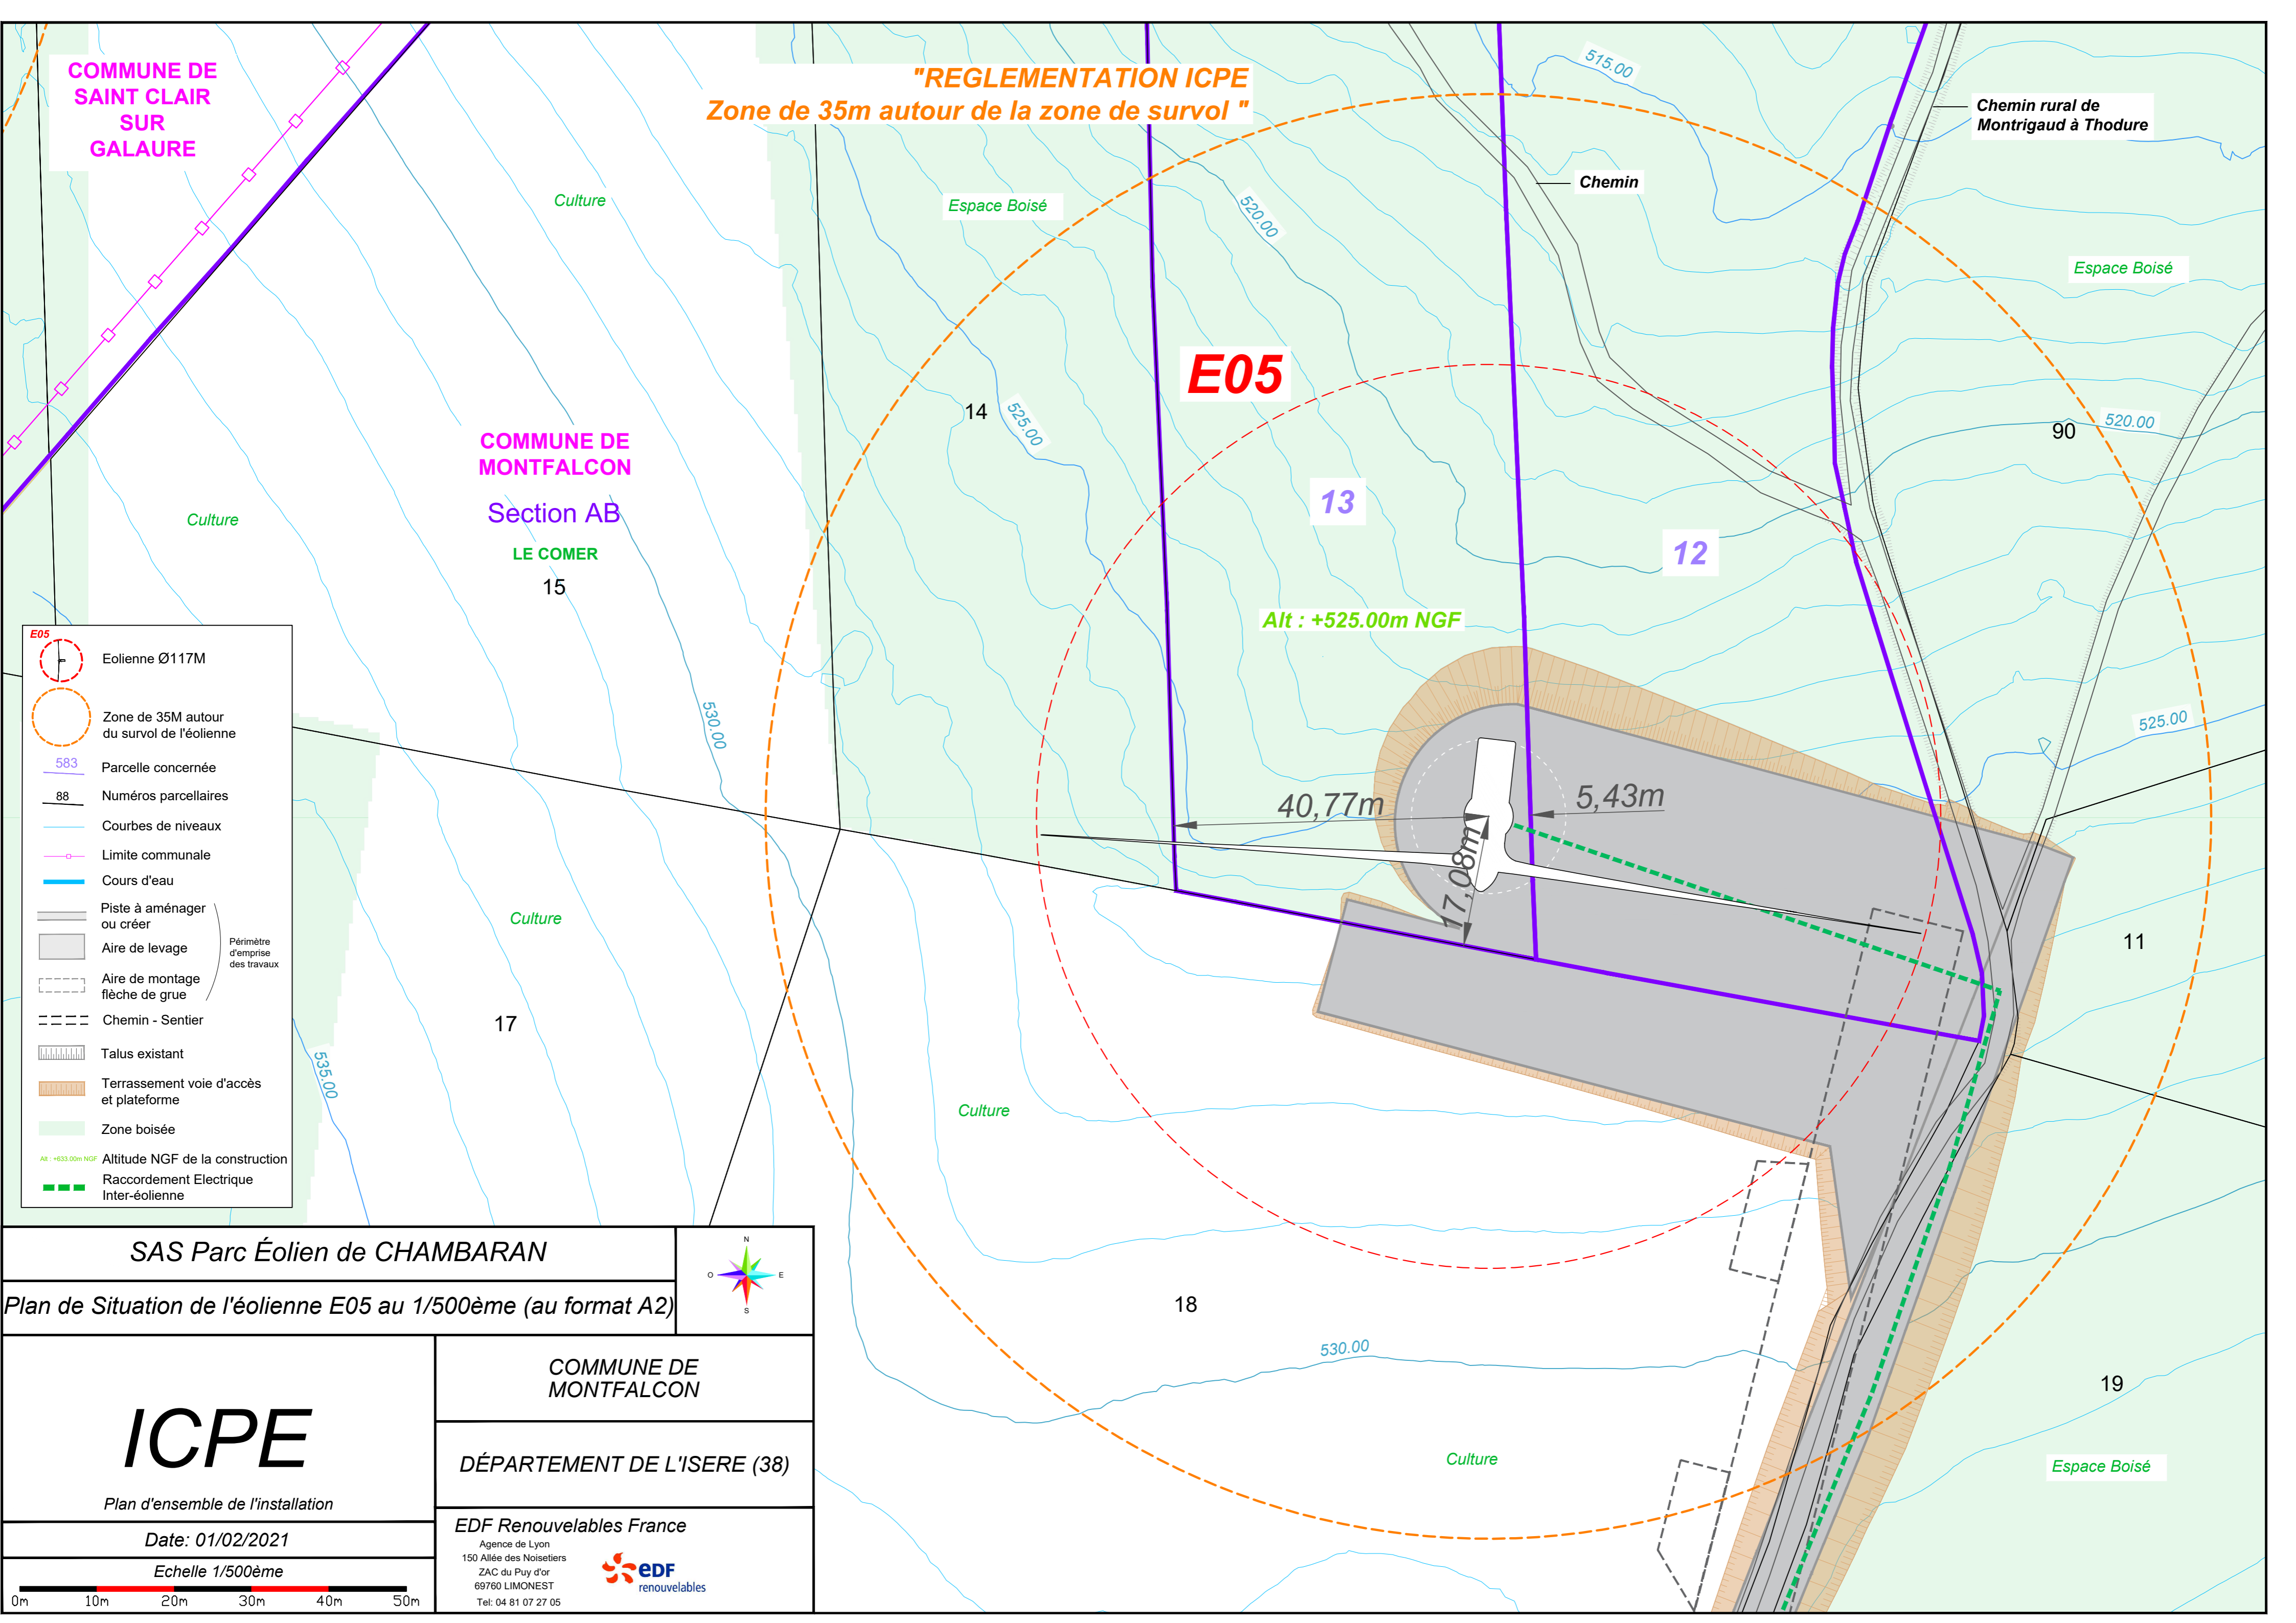 COMMUNE DE
SAINT CLAIR
SUR
GALAURE
"REGLEMENTATION ICPE
Zone de 35m autour de la zone de survol "
515.00
Chemin rural de
Montrigaud à Thodure
Chemin
Culture
Espace Boisé
520.00
Espace Boisé
E05
14
525.00
90
520.00
COMMUNE DE
MONTFALCON
Section AB
LE COMER
15
Culture
13
12
Alt : +525.00m NGF
530.00
525.00
40,77m
5,43m
17,08m
11
Culture
17
535.00
Culture
18
530.00
19
Culture
Espace Boisé
E05
Eolienne Ø117M
Zone de 35M autour
du survol de l'éolienne
583
Parcelle concernée
88
Numéros parcellaires
Courbes de niveaux
Limite communale
Cours d'eau
Piste à aménager
ou créer
Aire de levage
Périmètre
d'emprise
des travaux
Aire de montage
flèche de grue
Chemin - Sentier
Talus existant
Terrassement voie d'accès
et plateforme
Zone boisée
Alt : +633.00m NGF
Altitude NGF de la construction
Raccordement Electrique
Inter-éolienne
SAS Parc Éolien de CHAMBARAN
N
O
E
S
Plan de Situation de l'éolienne E05 au 1/500ème (au format A2)
ICPE
Plan d'ensemble de l'installation
COMMUNE DE
MONTFALCON
DÉPARTEMENT DE L'ISERE (38)
Date: 01/02/2021
Echelle 1/500ème
0m 10m 20m 30m 40m 50m
EDF Renouvelables France
Agence de Lyon
150 Allée des Noisetiers
ZAC du Puy d'or
69760 LIMONEST
Tel: 04 81 07 27 05
eDF
renouvelables